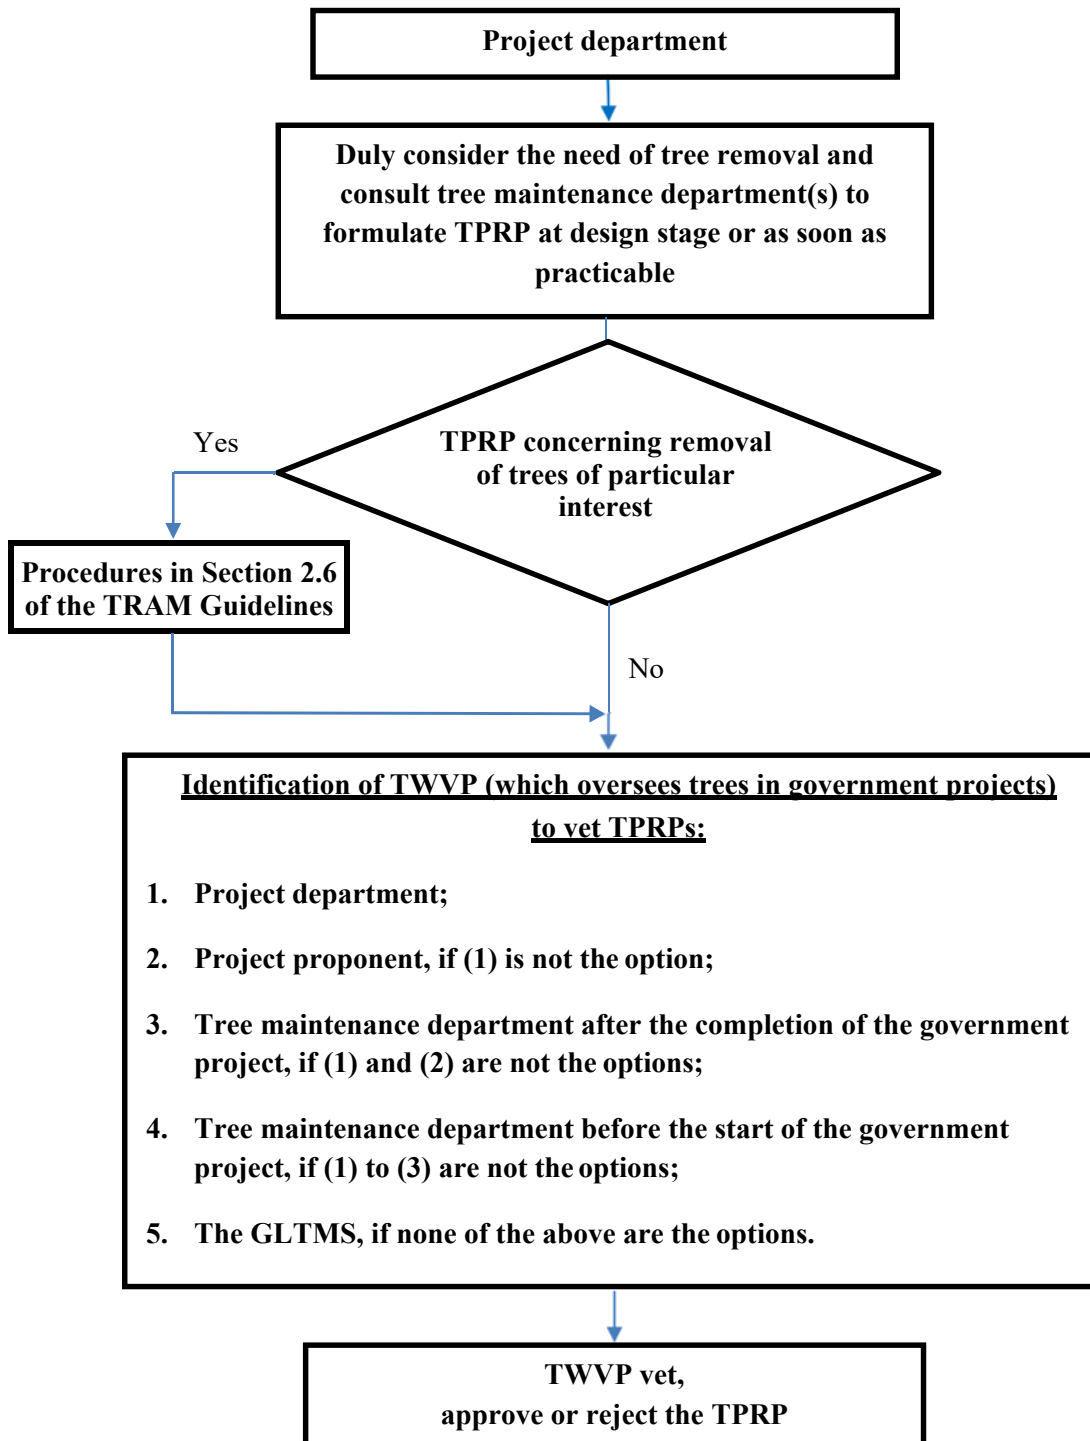 Project department
Duly consider the need of tree removal and
consult tree maintenance department(s) to
formulate TPRP at design stage or as soon as
practicable
TPRP concerning removal
of trees of particular
interest
Yes
Procedures in Section 2.6
of the TRAM Guidelines
No
Identification of TWVP (which oversees trees in government projects)
to vet TPRPs:
1. Project department;
2. Project proponent, if (1) is not the option;
3. Tree maintenance department after the completion of the government
project, if (1) and (2) are not the options;
4. Tree maintenance department before the start of the government
project, if (1) to (3) are not the options;
5. The GLTMS, if none of the above are the options.
TWVP vet,
approve or reject the TPRP